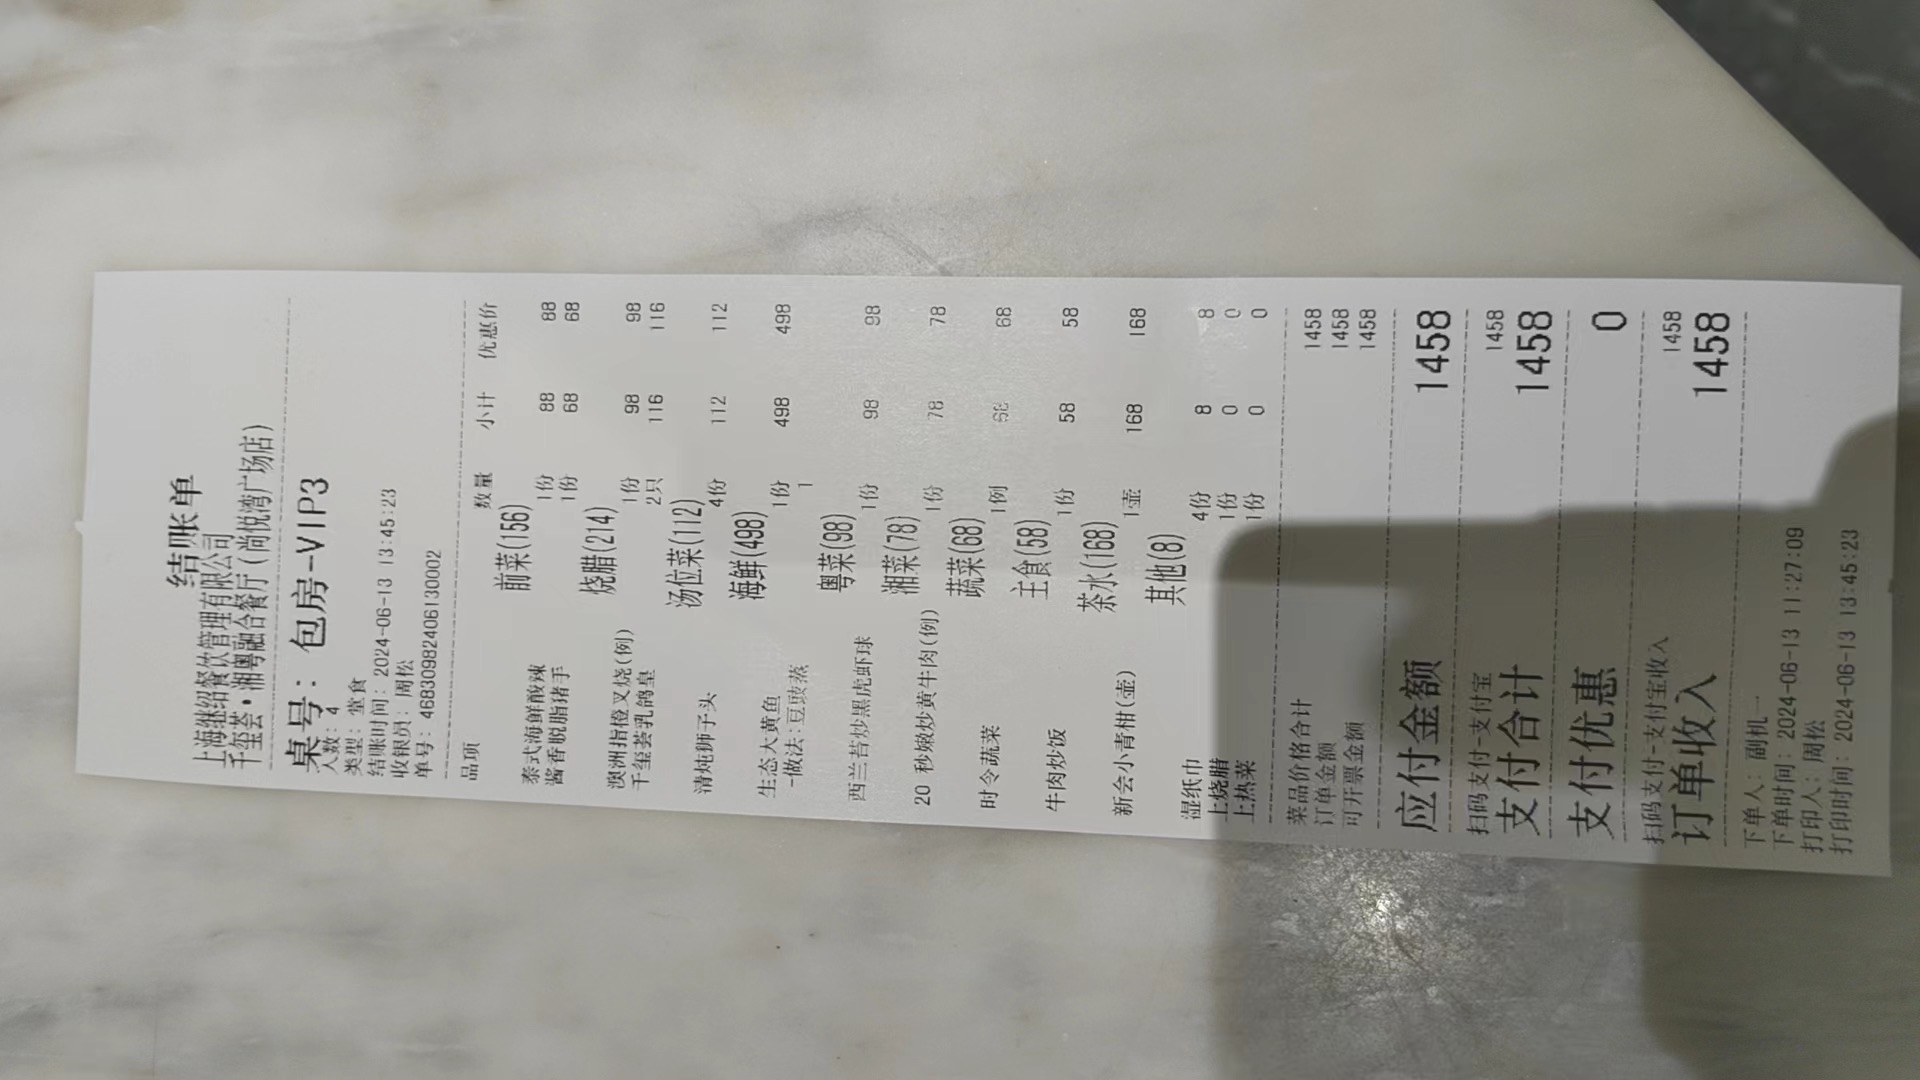 结账单
上海继绍餐饮管理有限公司
千玺荟·湘粤融合餐厅(尚悦湾广场店)
桌号: 包房-VIP3
人数: 4
类型: 堂食
结账时间: 2024-06-13 13:45:23
收银员: 周松
单号: 46830982406130002
品项 数量 小计 优惠价
前菜(156)
泰式海鲜酸辣 1份 88 88
酱香脱脂猪手 1份 68 68
烧腊(214)
澳洲指橙叉烧(例) 1份 98 98
千玺荟乳鸽皇 2只 116 116
汤位菜(112)
清炖狮子头 4份 112 112
海鲜(498)
生态大黄鱼 1份 498 498
-做法: 豆豉蒸 1
粤菜(98)
西兰苔炒黑虎虾球 1份 98 98
湘菜(78)
20 秒嫩炒黄牛肉(例) 1份 78 78
蔬菜(68)
时令蔬菜 1例 68 68
主食(58)
牛肉炒饭 1份 58 58
茶水(168)
新会小青柑(壶) 1壶 168 168
其他(8)
湿纸巾 4份 8 8
上烧腊 1份 0 0
上热菜 1份 0 0
菜品价格合计 1458
订单金额 1458
可开票金额 1458
应付金额 1458
扫码支付-支付宝 1458
支付合计 1458
支付优惠 0
扫码支付-支付宝收入 1458
订单收入 1458
下单人: 副机一
下单时间: 2024-06-13 11:27:09
打印人: 周松
打印时间: 2024-06-13 13:45:23